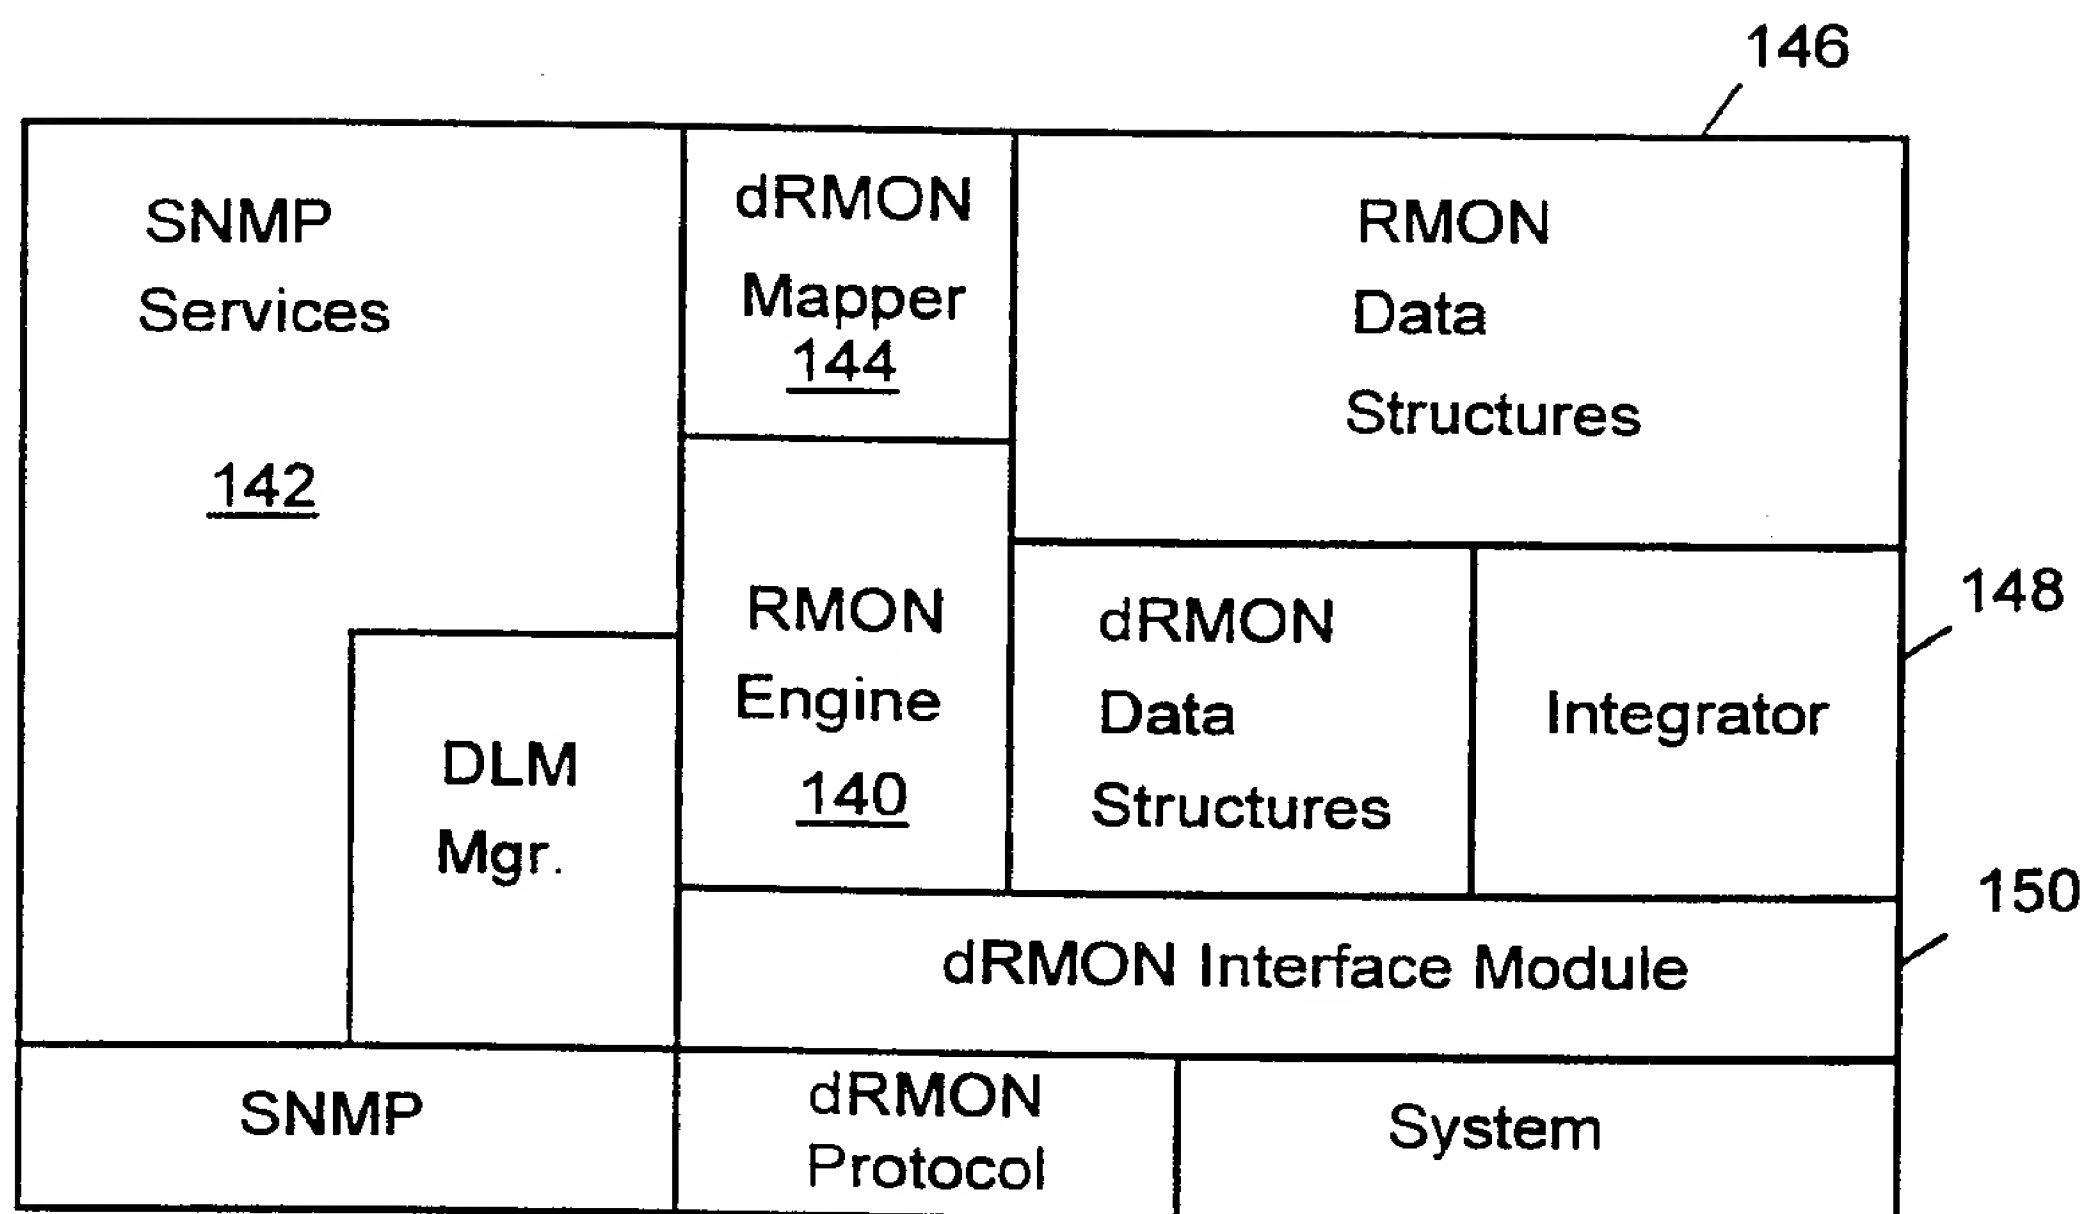 146
SNMP
Services
142
dRMON
Mapper
144
RMON
Data
Structures
148
RMON
Engine
140
dRMON
Data
Structures
Integrator
DLM
Mgr.
150
dRMON Interface Module
SNMP
dRMON
Protocol
System